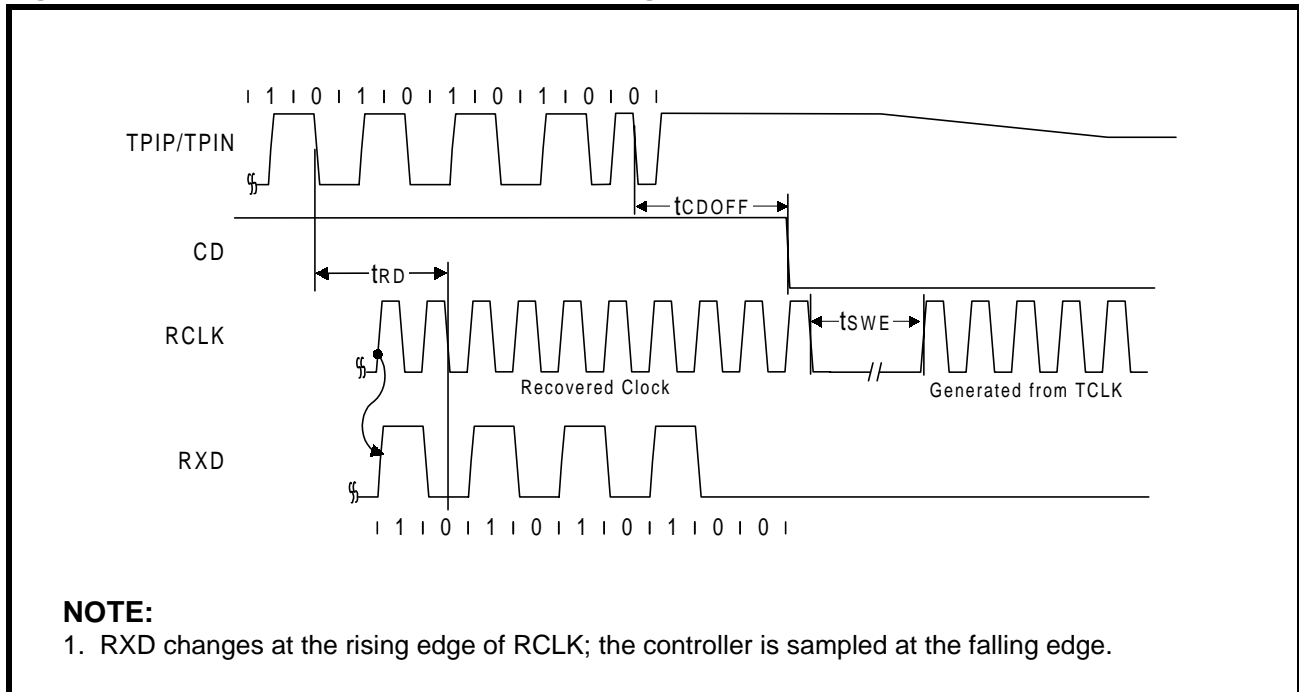 1 0 1 0 1 0 1 0 0
TPIP/TPIN
tCDOFF
CD
tRD
RCLK
tSWE
Recovered Clock
Generated from TCLK
RXD
1 0 1 0 1 0 1 0 0
NOTE:
1. RXD changes at the rising edge of RCLK; the controller is sampled at the falling edge.